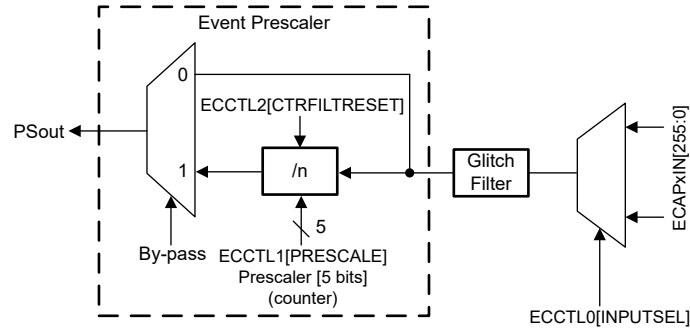 Event Prescaler
0
ECCTL2[CTRFILTRESET]
PSout
1
/n
Glitch
Filter
ECAPxIN[255:0]
5
By-pass
ECCTL1[PRESCALE]
Prescaler [5 bits]
(counter)
ECCTL0[INPUTSEL]